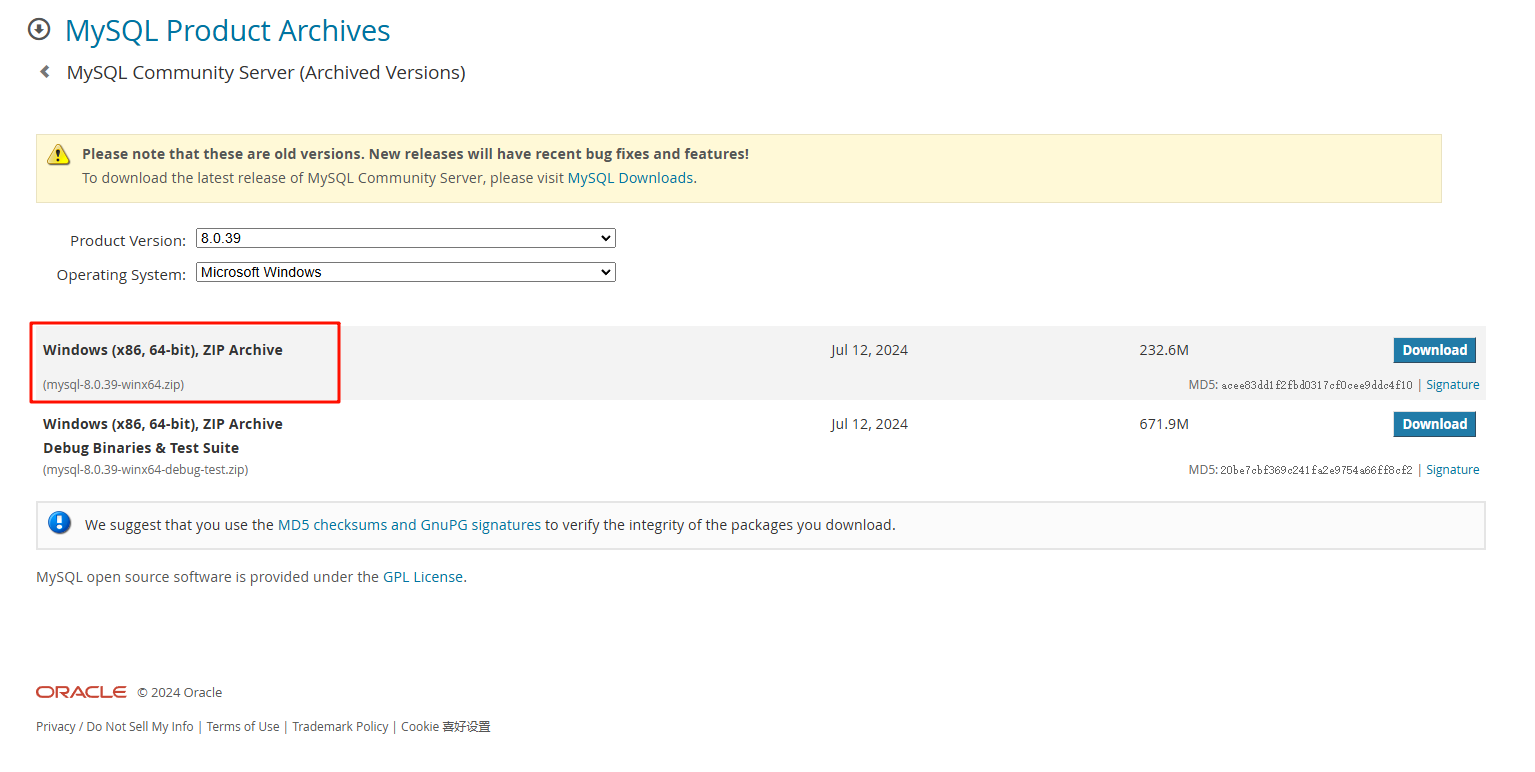 MySQL Product Archives
MySQL Community Server (Archived Versions)
Please note that these are old versions. New releases will have recent bug fixes and features!
To download the latest release of MySQL Community Server, please visit MySQL Downloads.
Product Version: 8.0.39
Operating System: Microsoft Windows
Windows (x86, 64-bit), ZIP Archive Jul 12, 2024 232.6M Download
(mysql-8.0.39-winx64.zip) MD5: acee83dd1f2fbd0317cf0cee9ddc4f10 | Signature
Windows (x86, 64-bit), ZIP Archive Jul 12, 2024 671.9M Download
Debug Binaries & Test Suite
(mysql-8.0.39-winx64-debug-test.zip) MD5: 20be7cbf369c241fa2e9754a66ff8cf2 | Signature
We suggest that you use the MD5 checksums and GnuPG signatures to verify the integrity of the packages you download.
MySQL open source software is provided under the GPL License.
ORACLE © 2024 Oracle
Privacy / Do Not Sell My Info | Terms of Use | Trademark Policy | Cookie 喜好设置